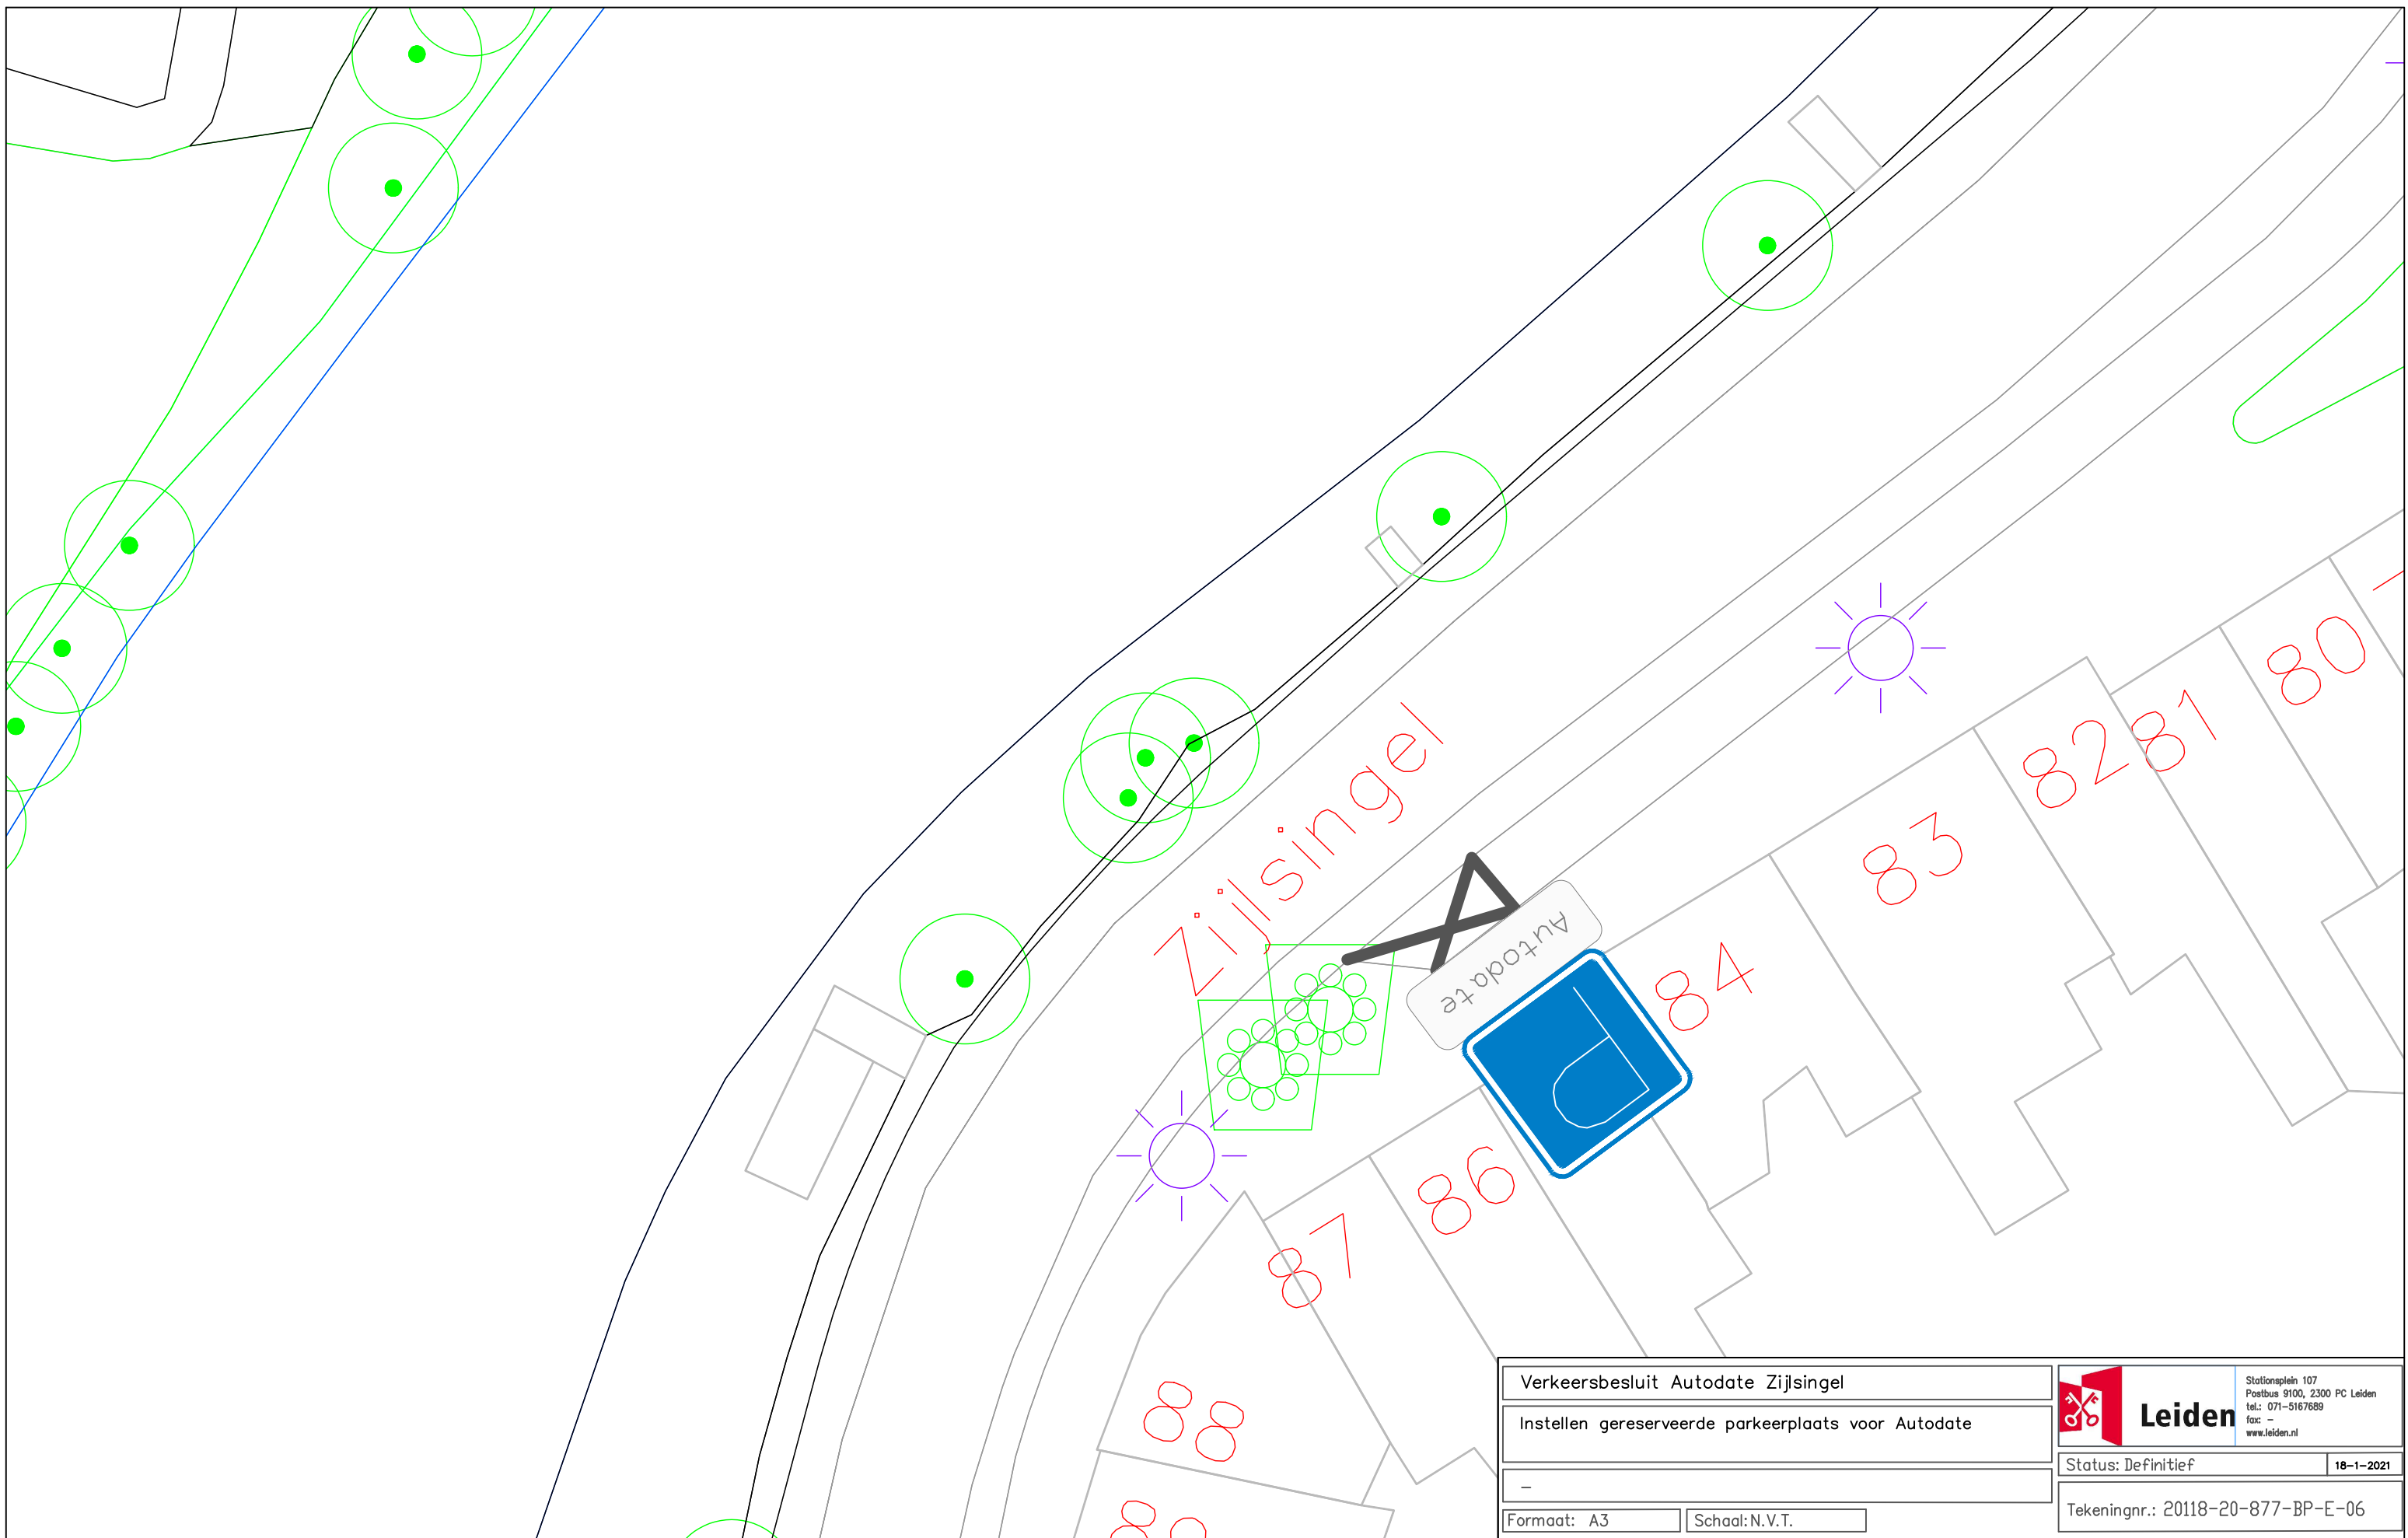 80
81
82
83
Zijlsingel
Autodate
84
86
87
88
Verkeersbesluit Autodate Zijlsingel
Instellen gereserveerde parkeerplaats voor Autodate
-
Formaat: A3
Schaal: N.V.T.
Leiden
Stationsplein 107
Postbus 9100, 2300 PC Leiden
tel.: 071-5167689
fax: -
www.leiden.nl
Status: Definitief
18-1-2021
Tekeningnr.: 20118-20-877-BP-E-06